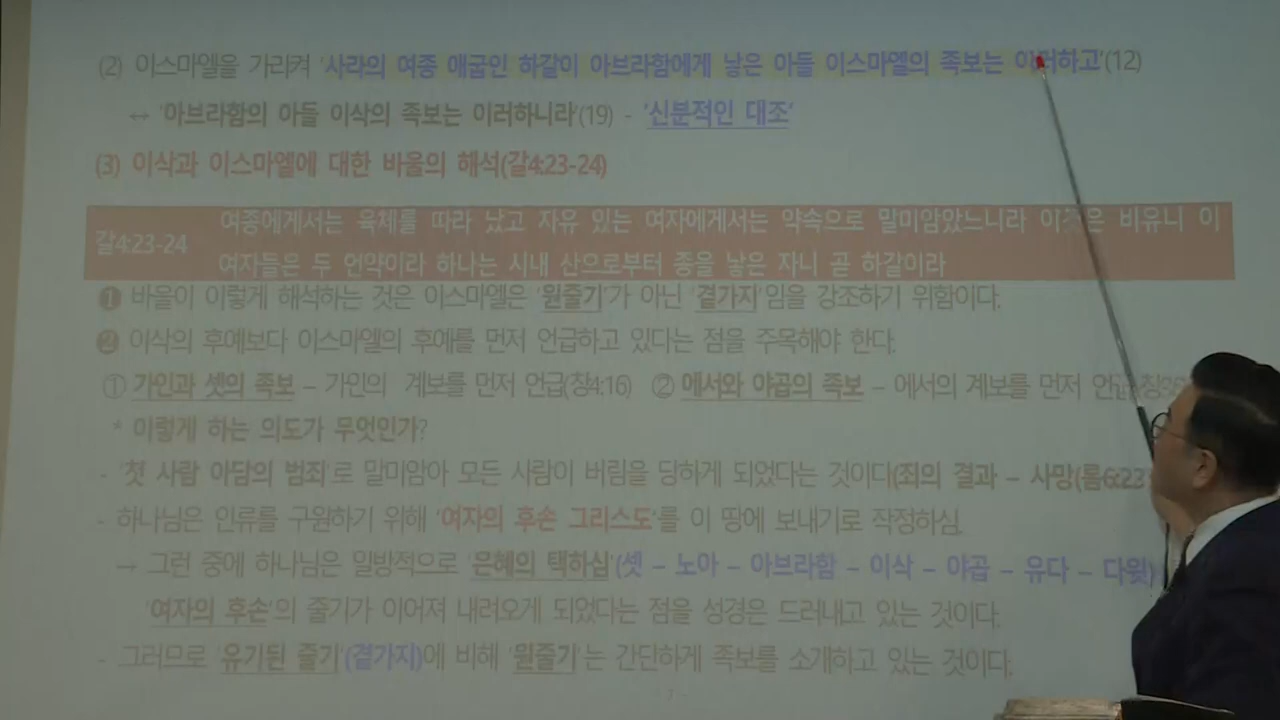 (2) 이스마엘을 가리켜 '사라의 여종 애굽인 하갈이 아브라함에게 낳은 아들 이스마엘의 족보는 이러하고'(12)
↔ '아브라함의 아들 이삭의 족보는 이러하니라'(19) - '신분적인 대조'
(3) 이삭과 이스마엘에 대한 바울의 해석(갈4:23-24)
갈4:23-24
여종에게서는 육체를 따라 났고 자유 있는 여자에게서는 약속으로 말미암았느니라 이것은 비유니 이
여자들은 두 언약이라 하나는 시내 산으로부터 종을 낳은 자니 곧 하갈이라
❶ 바울이 이렇게 해석하는 것은 이스마엘은 '원줄기'가 아닌 '곁가지'임을 강조하기 위함이다.
❷ 이삭의 후예보다 이스마엘의 후예를 먼저 언급하고 있다는 점을 주목해야 한다.
① 가인과 셋의 족보 – 가인의 계보를 먼저 언급(창4:16) ② 에서와 야곱의 족보 – 에서의 계보를 먼저 언급(창
* 이렇게 하는 의도가 무엇인가?
- '첫 사람 아담의 범죄'로 말미암아 모든 사람이 버림을 당하게 되었다는 것이다(죄의 결과 – 사망(롬6:23
- 하나님은 인류를 구원하기 위해 '여자의 후손 그리스도'를 이 땅에 보내기로 작정하심.
→ 그런 중에 하나님은 일방적으로 '은혜의 택하심'(셋 – 노아 – 아브라함 – 이삭 – 야곱 – 유다 – 다윗)
'여자의 후손'의 줄기가 이어져 내려오게 되었다는 점을 성경은 드러내고 있는 것이다.
- 그러므로 '유기된 줄기'(곁가지)에 비해 '원줄기'는 간단하게 족보를 소개하고 있는 것이다.